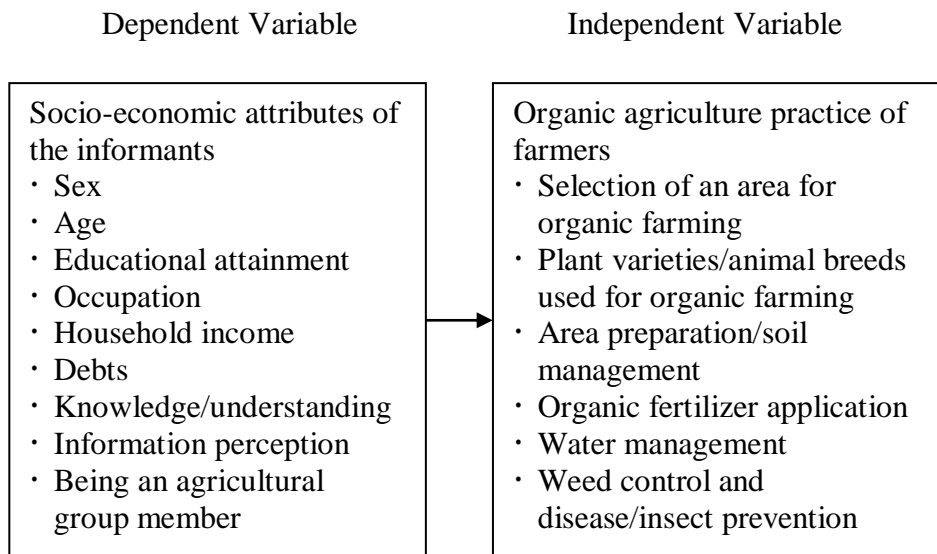 Dependent Variable
Independent Variable
Socio-economic attributes of
the informants
· Sex
· Age
· Educational attainment
· Occupation
· Household income
· Debts
· Knowledge/understanding
· Information perception
· Being an agricultural
group member
Organic agriculture practice of
farmers
· Selection of an area for
organic farming
· Plant varieties/animal breeds
used for organic farming
· Area preparation/soil
management
· Organic fertilizer application
· Water management
· Weed control and
disease/insect prevention